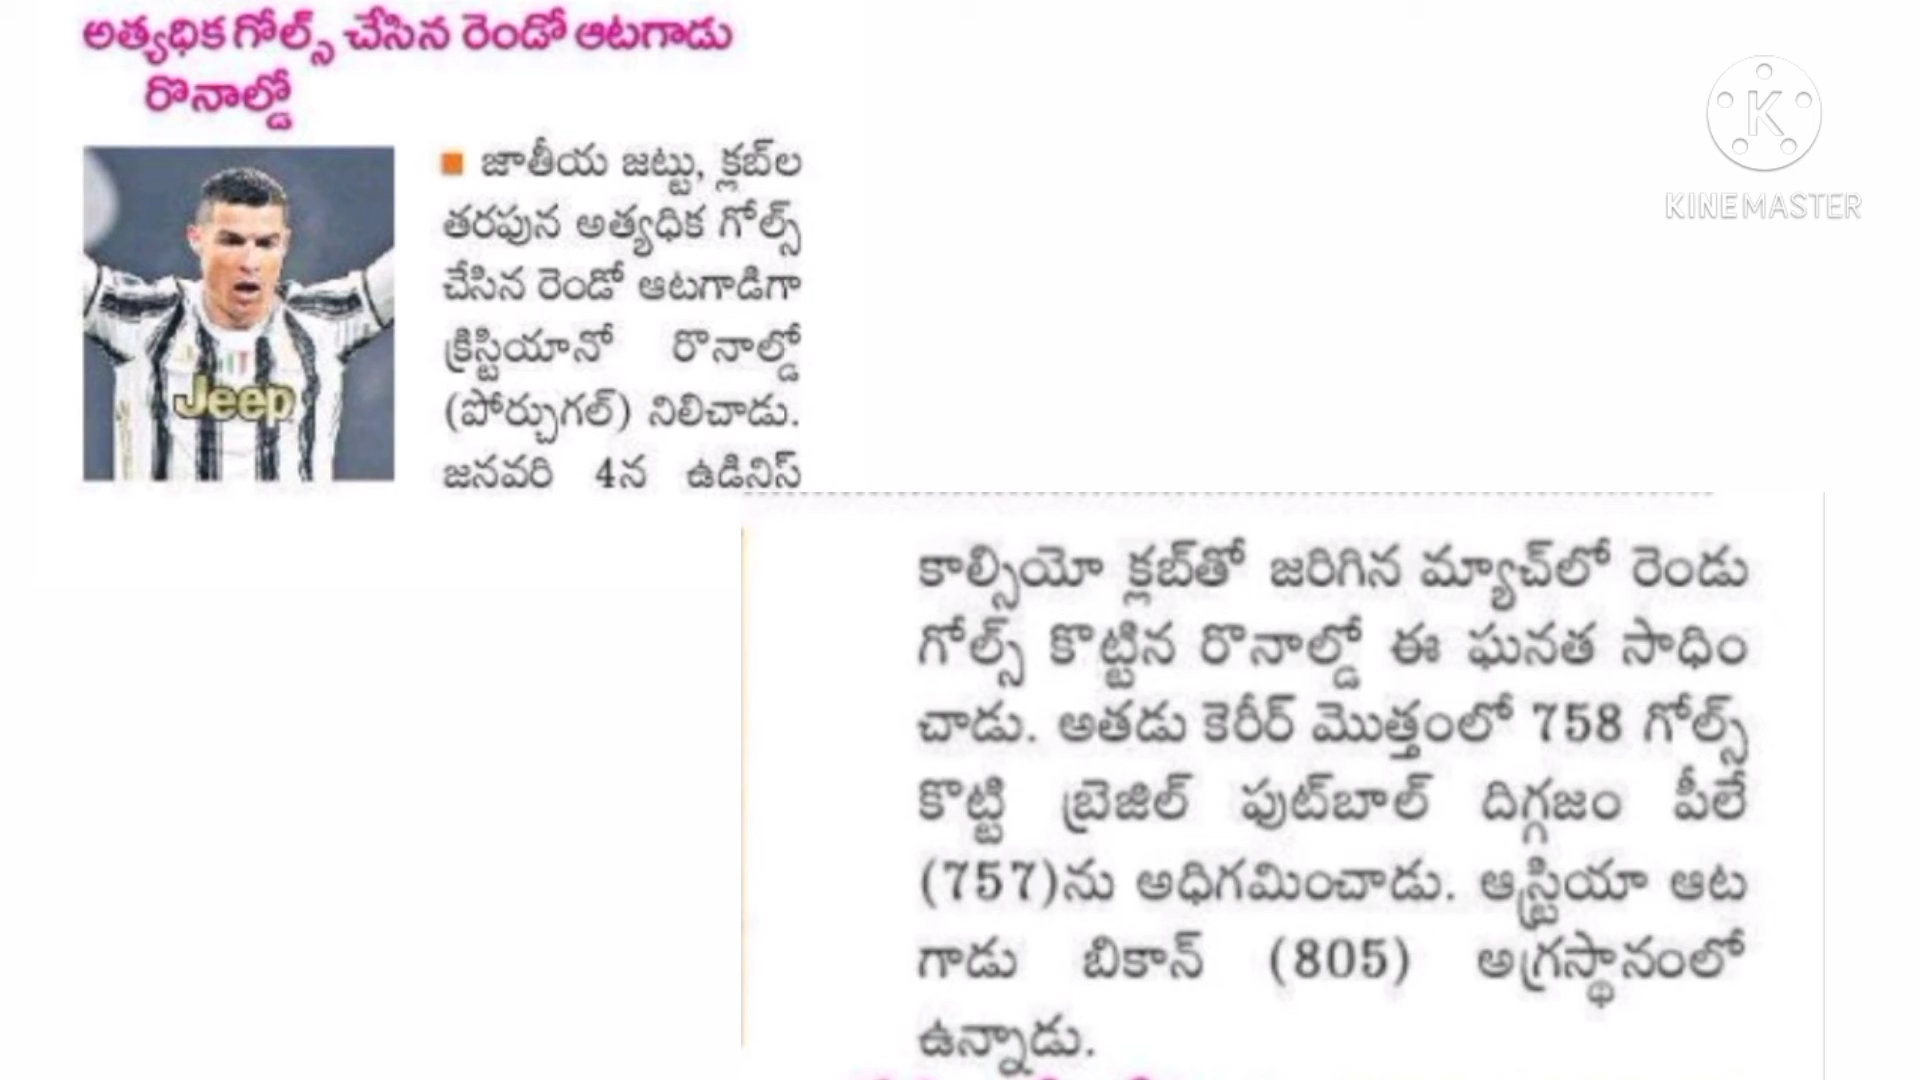 అత్యధిక గోల్స్ చేసిన రెండో ఆటగాడు
రొనాల్డో
■ జాతీయ జట్టు, క్లబ్‌ల
తరపున అత్యధిక గోల్స్
చేసిన రెండో ఆటగాడిగా
క్రిస్టియానో రొనాల్డో
(పోర్చుగల్) నిలిచాడు.
జనవరి 4న ఉడినిస్
Jeep
K
KINEMASTER
కాల్సియో క్లబ్‌తో జరిగిన మ్యాచ్‌లో రెండు
గోల్స్ కొట్టిన రొనాల్డో ఈ ఘనత సాధిం
చాడు. అతడు కెరీర్ మొత్తంలో 758 గోల్స్
కొట్టి బ్రెజిల్ ఫుట్‌బాల్ దిగ్గజం పీలే
(757)ను అధిగమించాడు. ఆస్ట్రియా ఆట
గాడు బికాన్ (805) అగ్రస్థానంలో
ఉన్నాడు.